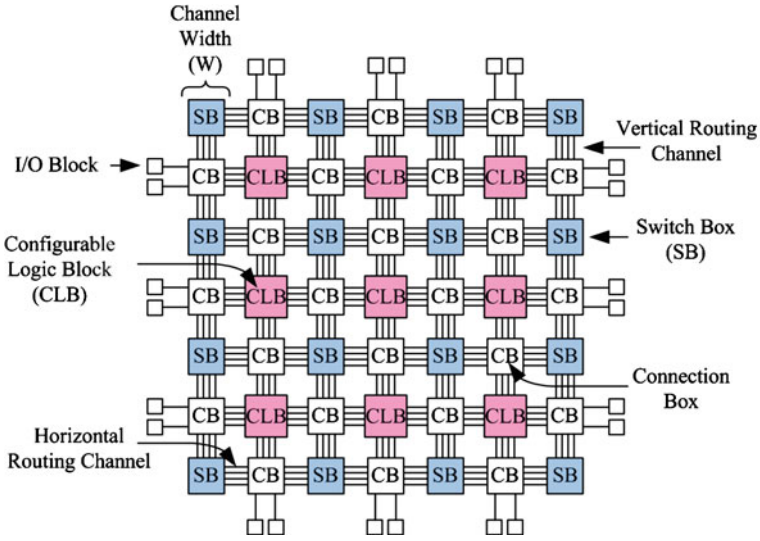 Channel
Width
(W)
SB CB SB CB SB CB SB
Vertical Routing
Channel
I/O Block
CB CLB CB CLB CB CLB CB
SB CB SB CB SB CB SB
Switch Box
(SB)
Configurable
Logic Block
(CLB)
CB CLB CB CLB CB CLB CB
SB CB SB CB SB CB SB
Connection
Box
CB CLB CB CLB CB CLB CB
Horizontal
Routing Channel
SB CB SB CB SB CB SB